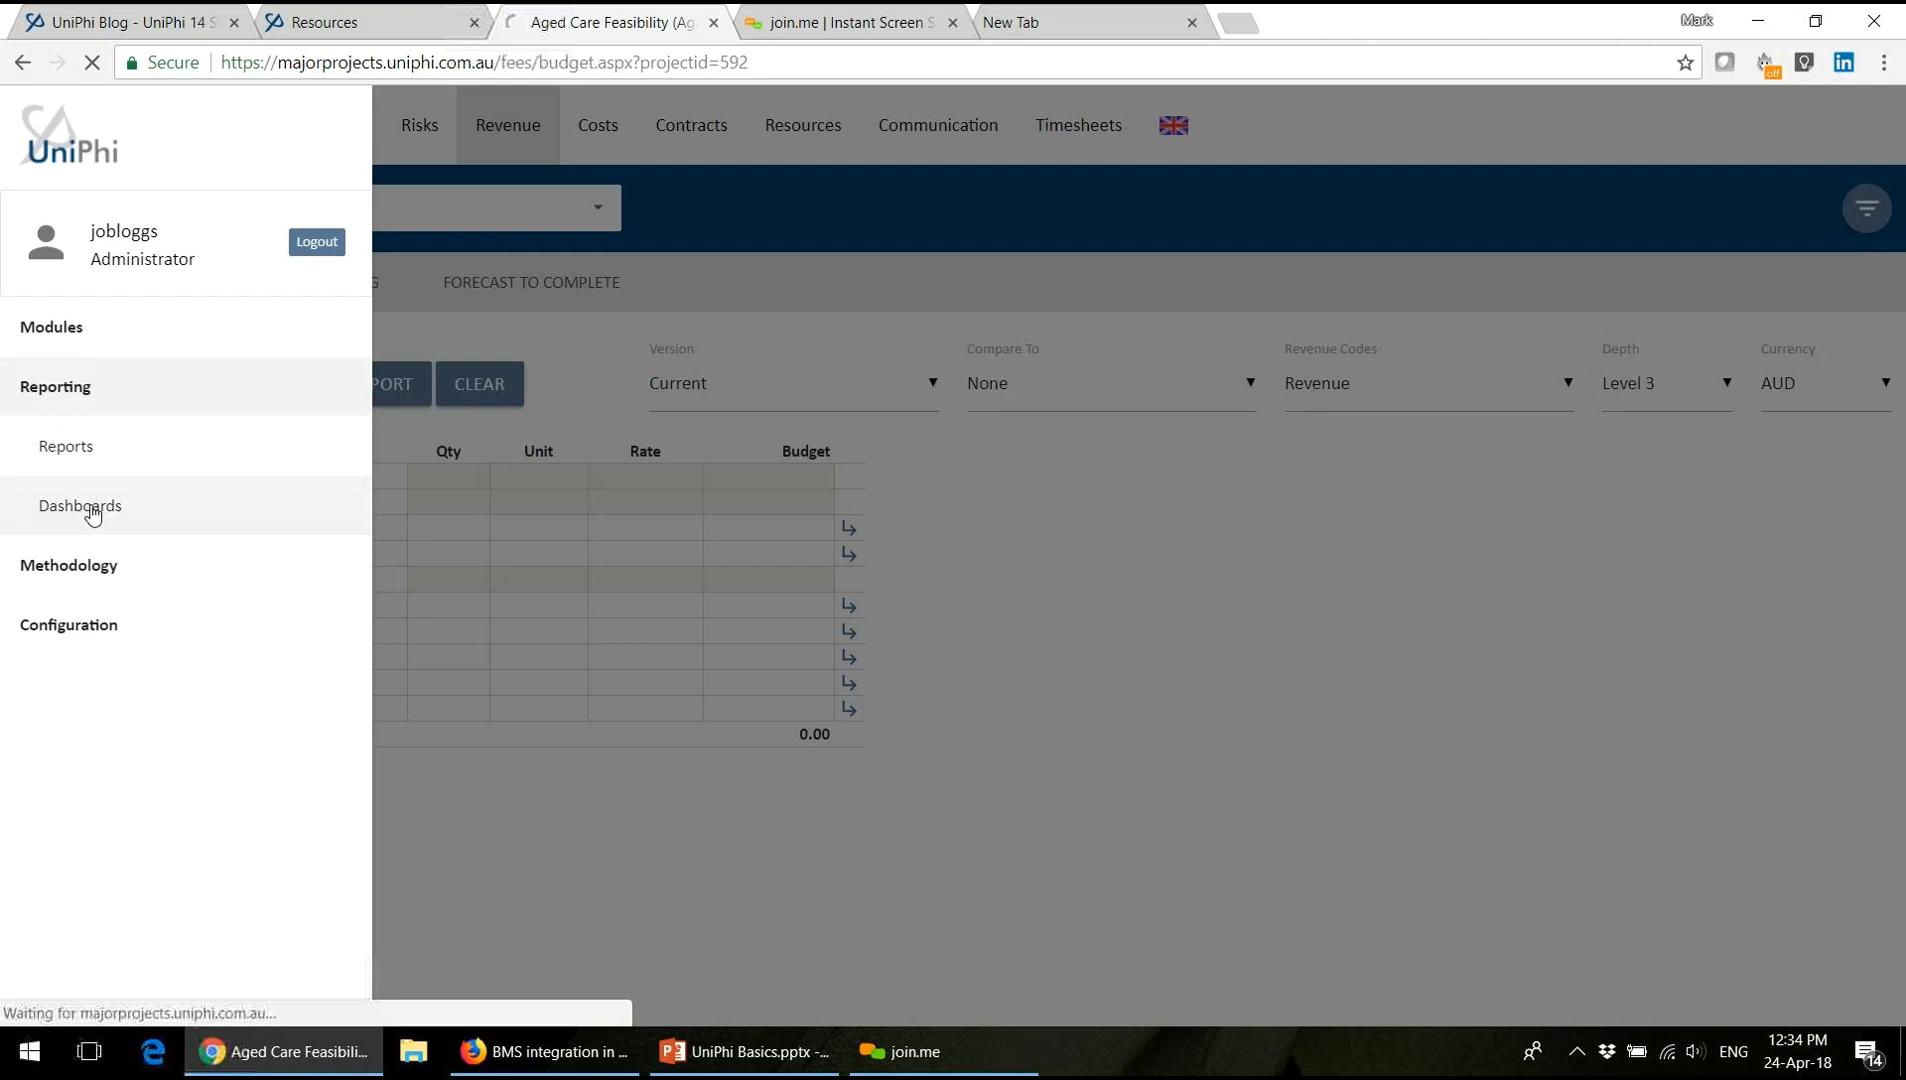 UniPhi Blog - UniPhi 14 S
Resources
Aged Care Feasibility (Ag
join.me | Instant Screen S
New Tab
Mark
Secure
https://majorprojects.uniphi.com.au/fees/budget.aspx?projectid=592
off
UniPhi
Risks
Revenue
Costs
Contracts
Resources
Communication
Timesheets
jobloggs
Administrator
Logout
FORECAST TO COMPLETE
Modules
Version
Compare To
Revenue Codes
Depth
Currency
Reporting
PORT
CLEAR
Current
None
Revenue
Level 3
AUD
Reports
Qty
Unit
Rate
Budget
Dashboards
Methodology
Configuration
0.00
Waiting for majorprojects.uniphi.com.au...
Aged Care Feasibili...
BMS integration in ...
UniPhi Basics.pptx -...
join.me
ENG
12:34 PM
24-Apr-18
14